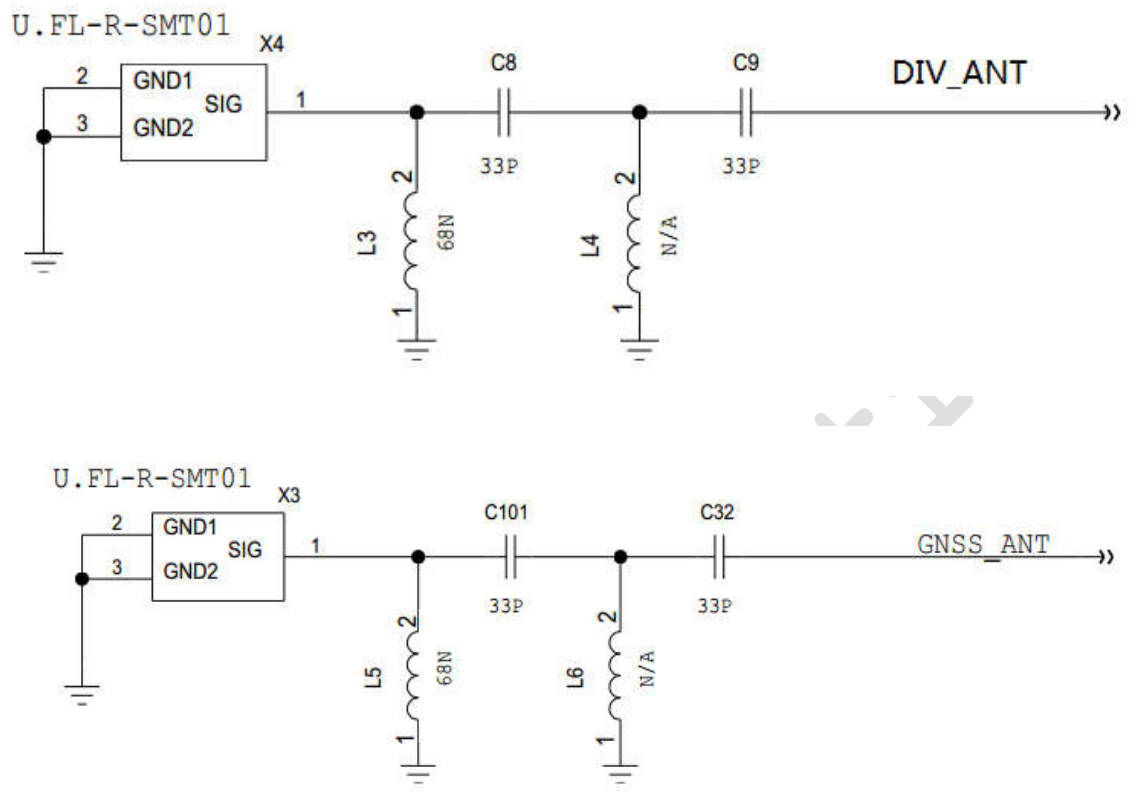 U.FL-R-SMT01
X4
C8
C9
DIV_ANT
2
GND1
SIG
1
3
GND2
33P
33P
2
L3
68N
1
2
L4
N/A
1
U.FL-R-SMT01
X3
C101
C32
2
GND1
SIG
1
GNSS_ANT
3
GND2
33P
33P
2
L5
68N
1
2
L6
N/A
1